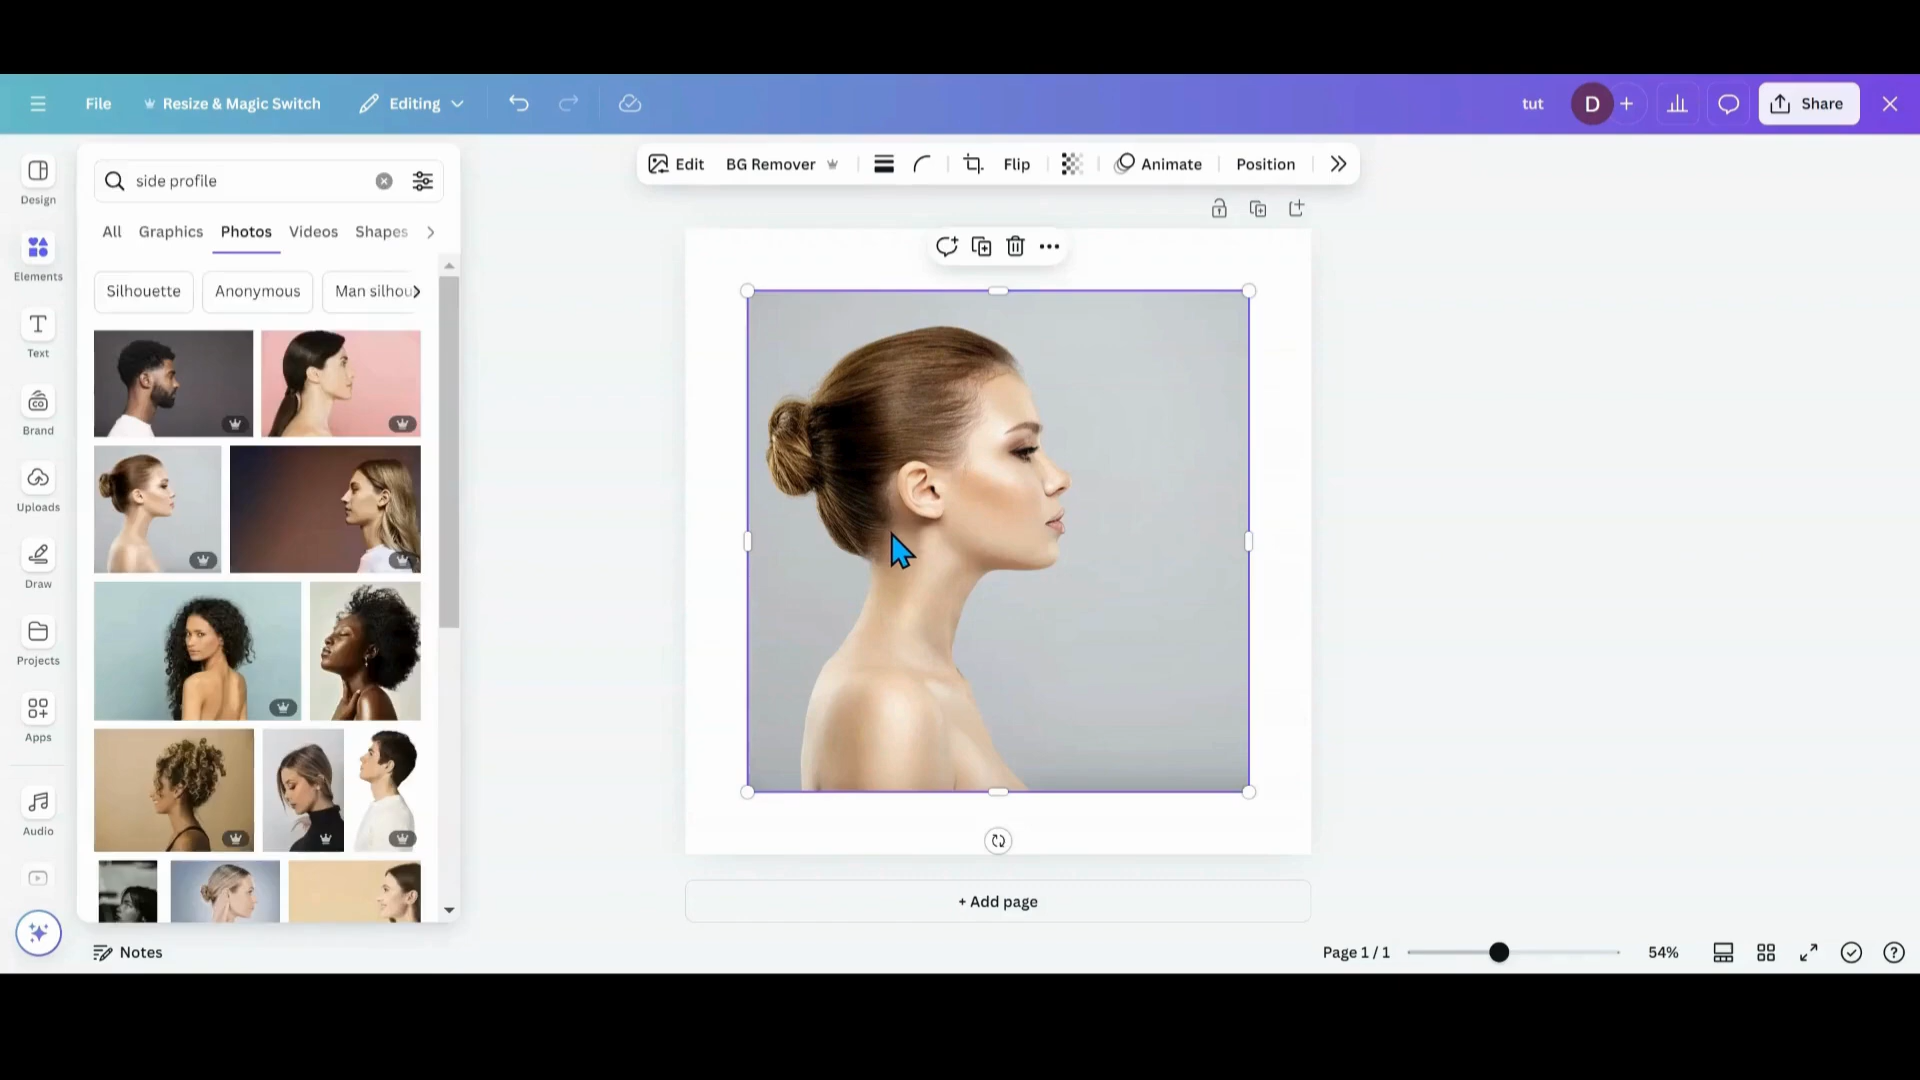 File
Resize & Magic Switch
Editing
tut
D
Share
Design
Elements
Text
Brand
Uploads
Draw
Projects
Apps
Audio
side profile
All Graphics Photos Videos Shapes
Silhouette
Anonymous
Man silhou
Edit
BG Remover
Flip
Animate
Position
+ Add page
Notes
Page 1 / 1
54%